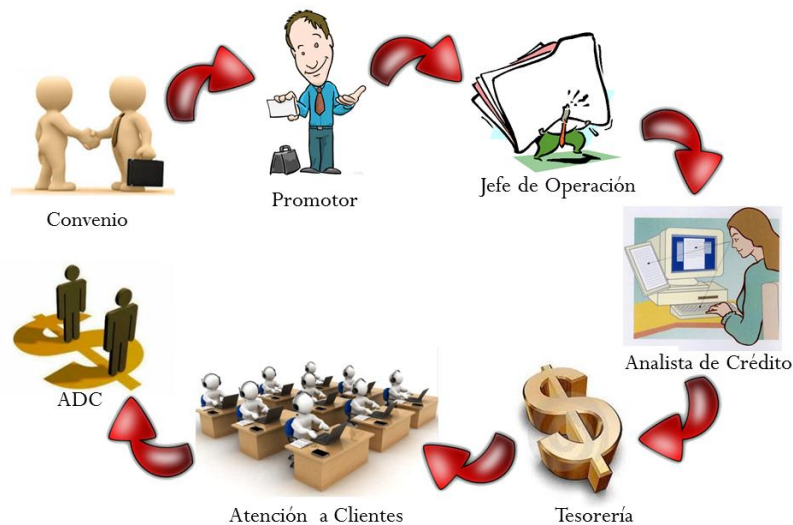 Convenio
Promotor
Jefe de Operación
Analista de Crédito
Tesorería
Atención a Clientes
ADC